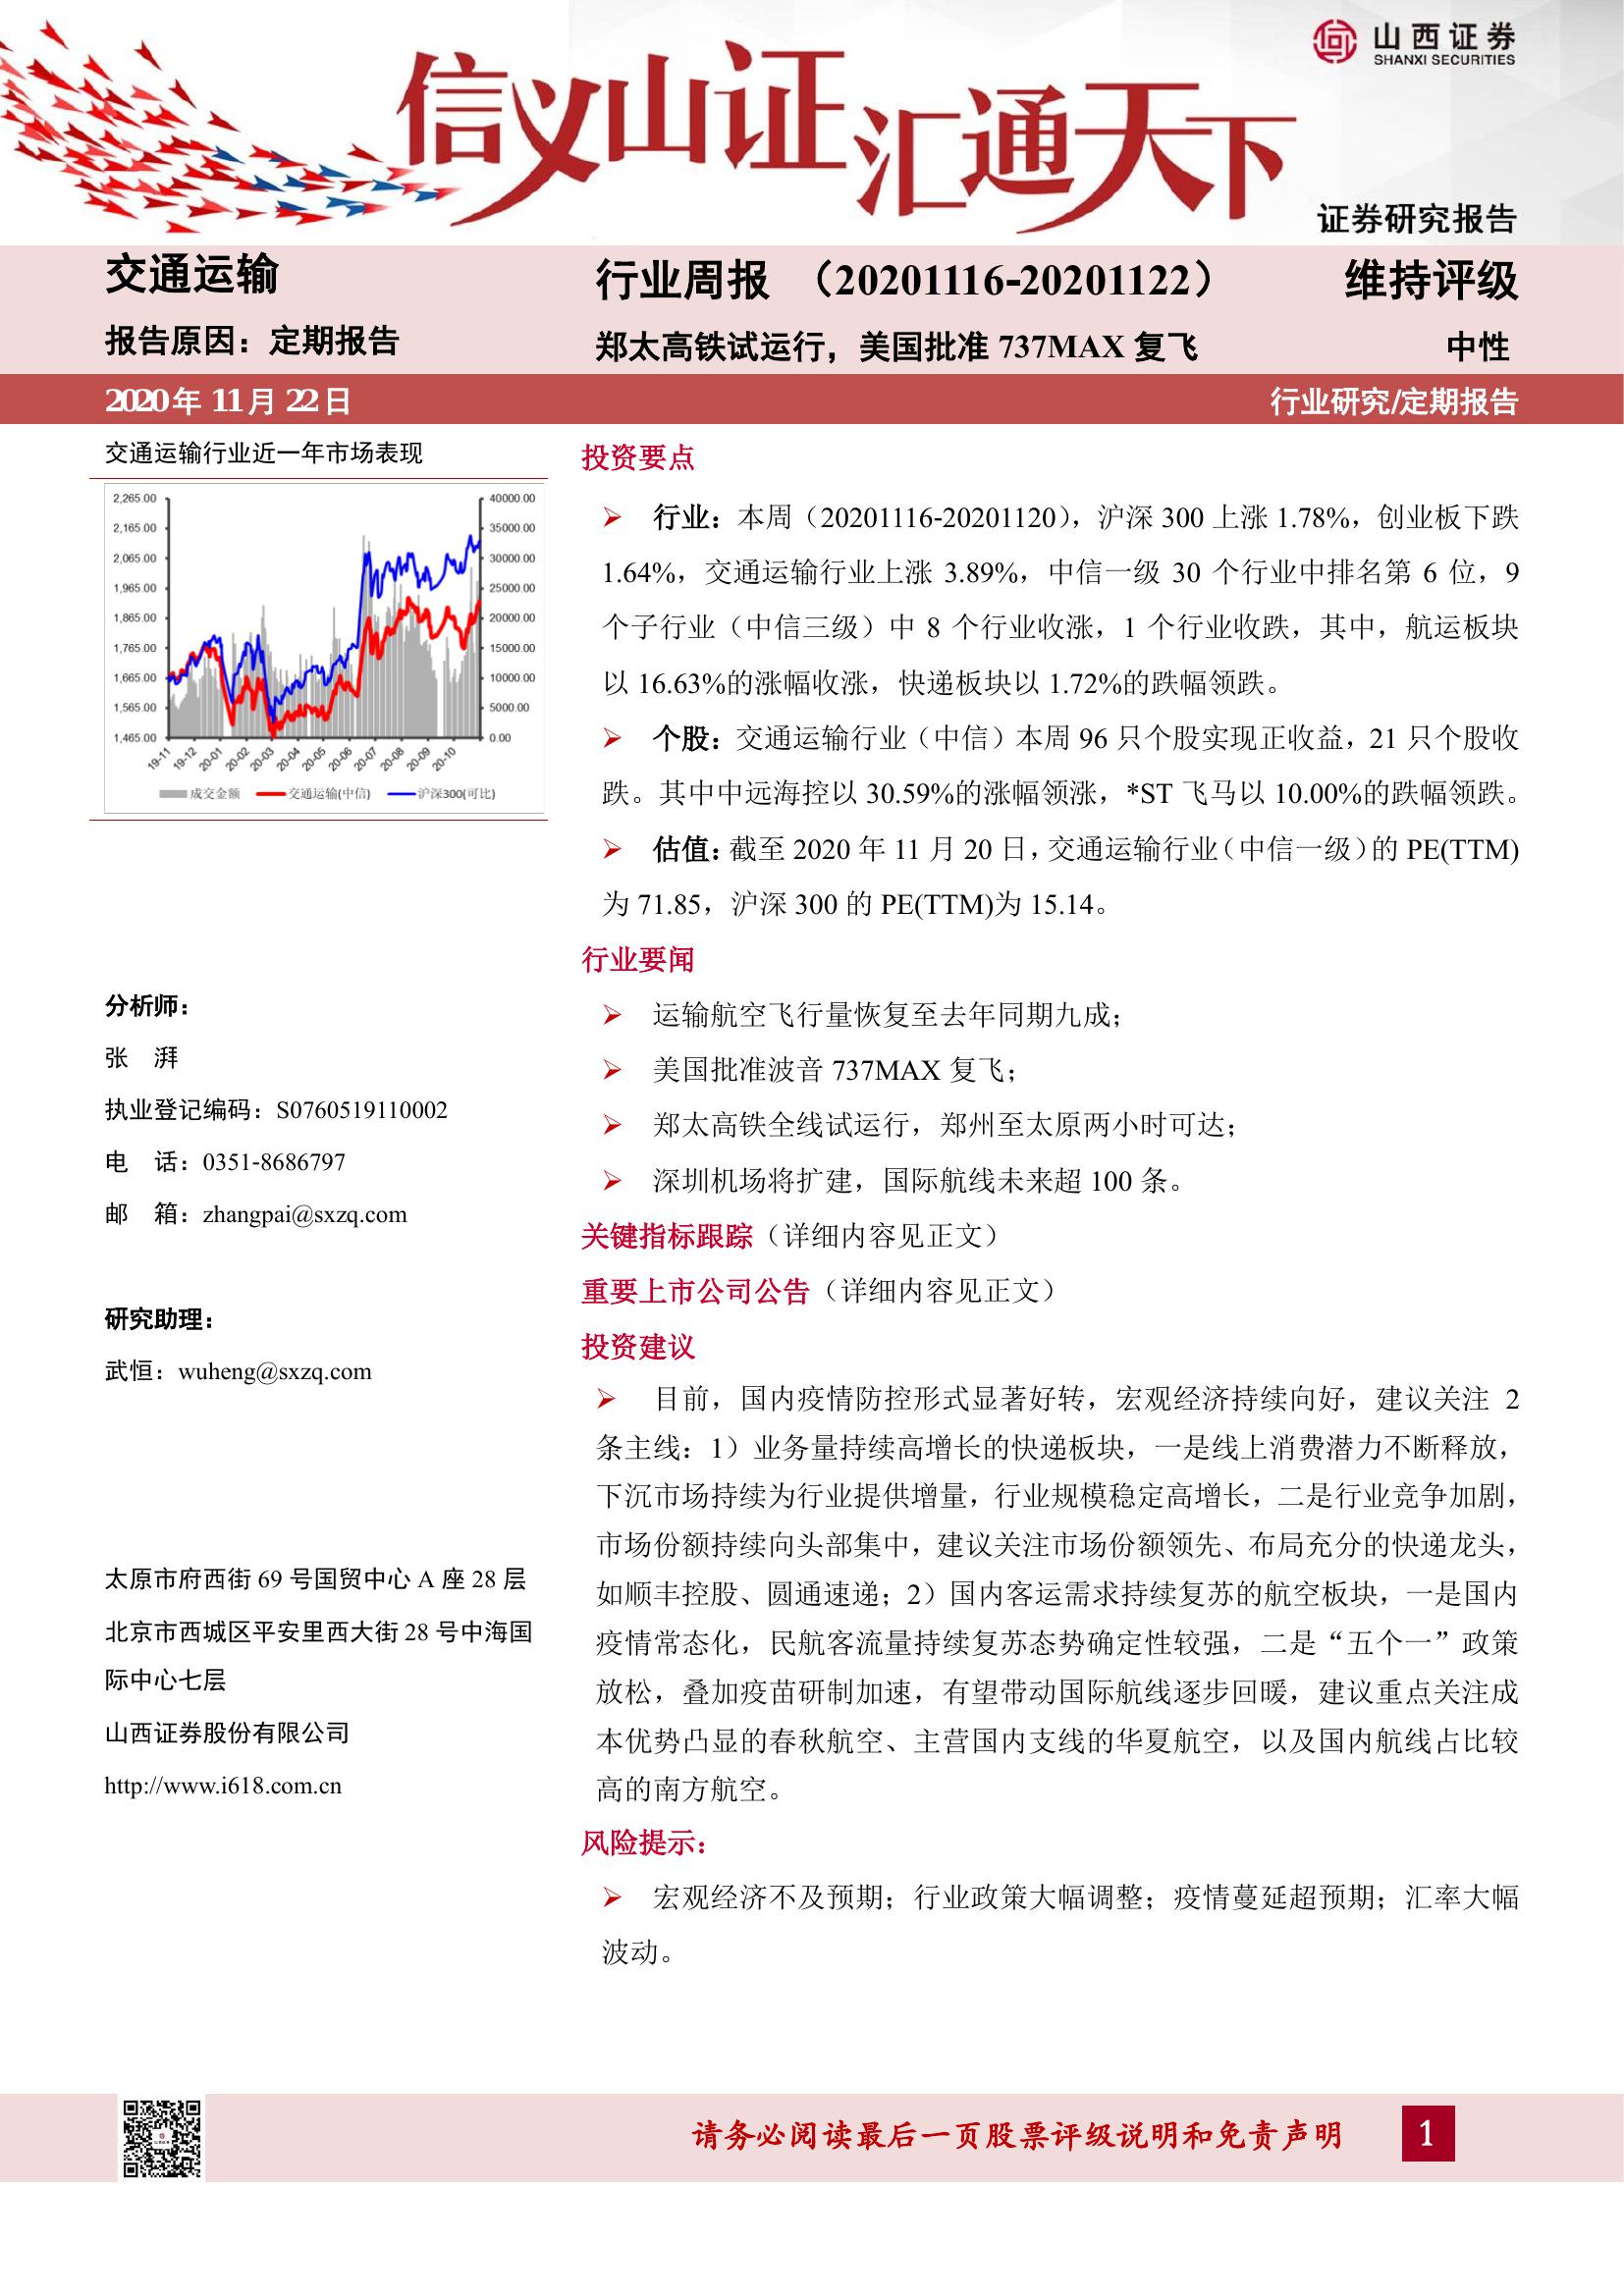 山西证券
SHANXI SECURITIES
信义山证汇通天下
证券研究报告
交通运输
报告原因：定期报告
行业周报 （20201116-20201122）
维持评级
郑太高铁试运行，美国批准 737MAX 复飞
中性
2020 年 11 月 22 日
行业研究/定期报告
交通运输行业近一年市场表现
2,265.00
2,165.00
2,065.00
1,965.00
1,865.00
1,765.00
1,665.00
1,565.00
1,465.00
40000.00
35000.00
30000.00
25000.00
20000.00
15000.00
10000.00
5000.00
0.00
19-11 19-12 20-01 20-02 20-03 20-04 20-05 20-06 20-07 20-08 20-09 20-10
成交金额 交通运输(中信) 沪深300(可比)
分析师：
张 湃
执业登记编码：S0760519110002
电 话：0351-8686797
邮 箱：zhangpai@sxzq.com
研究助理：
武恒：wuheng@sxzq.com
太原市府西街 69 号国贸中心 A 座 28 层
北京市西城区平安里西大街 28 号中海国
际中心七层
山西证券股份有限公司
http://www.i618.com.cn
投资要点
行业：本周（20201116-20201120），沪深 300 上涨 1.78%，创业板下跌
1.64%，交通运输行业上涨 3.89%，中信一级 30 个行业中排名第 6 位，9
个子行业（中信三级）中 8 个行业收涨，1 个行业收跌，其中，航运板块
以 16.63%的涨幅收涨，快递板块以 1.72%的跌幅领跌。
个股：交通运输行业（中信）本周 96 只个股实现正收益，21 只个股收
跌。其中中远海控以 30.59%的涨幅领涨，*ST 飞马以 10.00%的跌幅领跌。
估值：截至 2020 年 11 月 20 日，交通运输行业（中信一级）的 PE(TTM)
为 71.85，沪深 300 的 PE(TTM)为 15.14。
行业要闻
运输航空飞行量恢复至去年同期九成；
美国批准波音 737MAX 复飞；
郑太高铁全线试运行，郑州至太原两小时可达；
深圳机场将扩建，国际航线未来超 100 条。
关键指标跟踪（详细内容见正文）
重要上市公司公告（详细内容见正文）
投资建议
目前，国内疫情防控形式显著好转，宏观经济持续向好，建议关注 2
条主线：1）业务量持续高增长的快递板块，一是线上消费潜力不断释放，
下沉市场持续为行业提供增量，行业规模稳定高增长，二是行业竞争加剧，
市场份额持续向头部集中，建议关注市场份额领先、布局充分的快递龙头，
如顺丰控股、圆通速递；2）国内客运需求持续复苏的航空板块，一是国内
疫情常态化，民航客流量持续复苏态势确定性较强，二是“五个一”政策
放松，叠加疫苗研制加速，有望带动国际航线逐步回暖，建议重点关注成
本优势凸显的春秋航空、主营国内支线的华夏航空，以及国内航线占比较
高的南方航空。
风险提示：
宏观经济不及预期；行业政策大幅调整；疫情蔓延超预期；汇率大幅
波动。
请务必阅读最后一页股票评级说明和免责声明
1